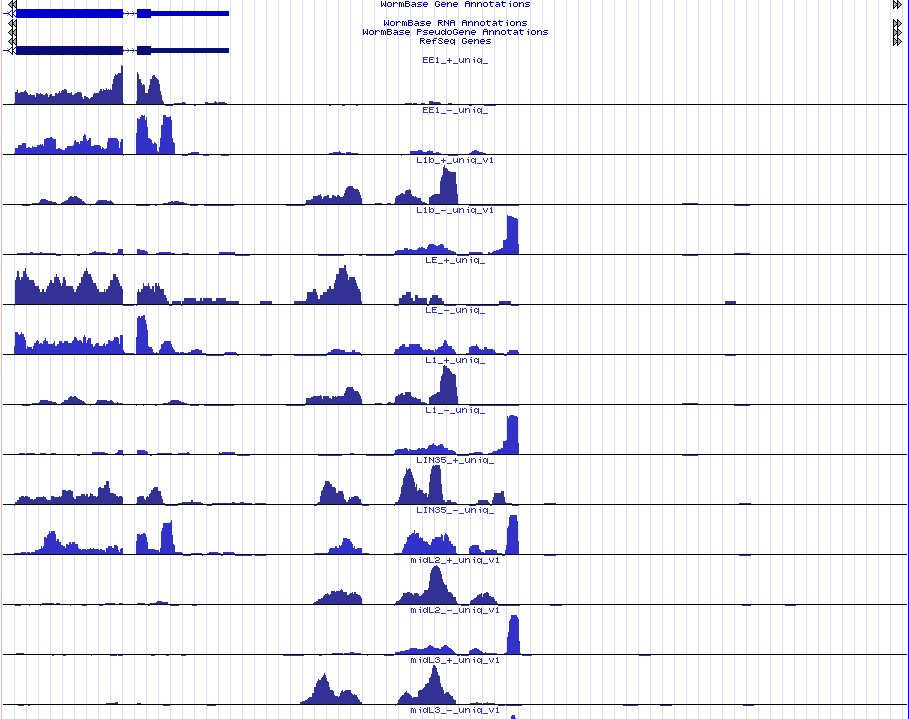 WormBase Gene Annotations
WormBase RNA Annotations
WormBase PseudoGene Annotations
RefSeq Genes
EE1_+_uniq_
EE1_-_uniq_
L1b_+_uniq_v1
L1b_-_uniq_v1
LE_+_uniq_
LE_-_uniq_
L1_+_uniq_
L1_-_uniq_
LIN35_+_uniq_
LIN35_-_uniq_
midL2_+_uniq_v1
midL2_-_uniq_v1
midL3_+_uniq_v1
midL3_-_uniq_v1